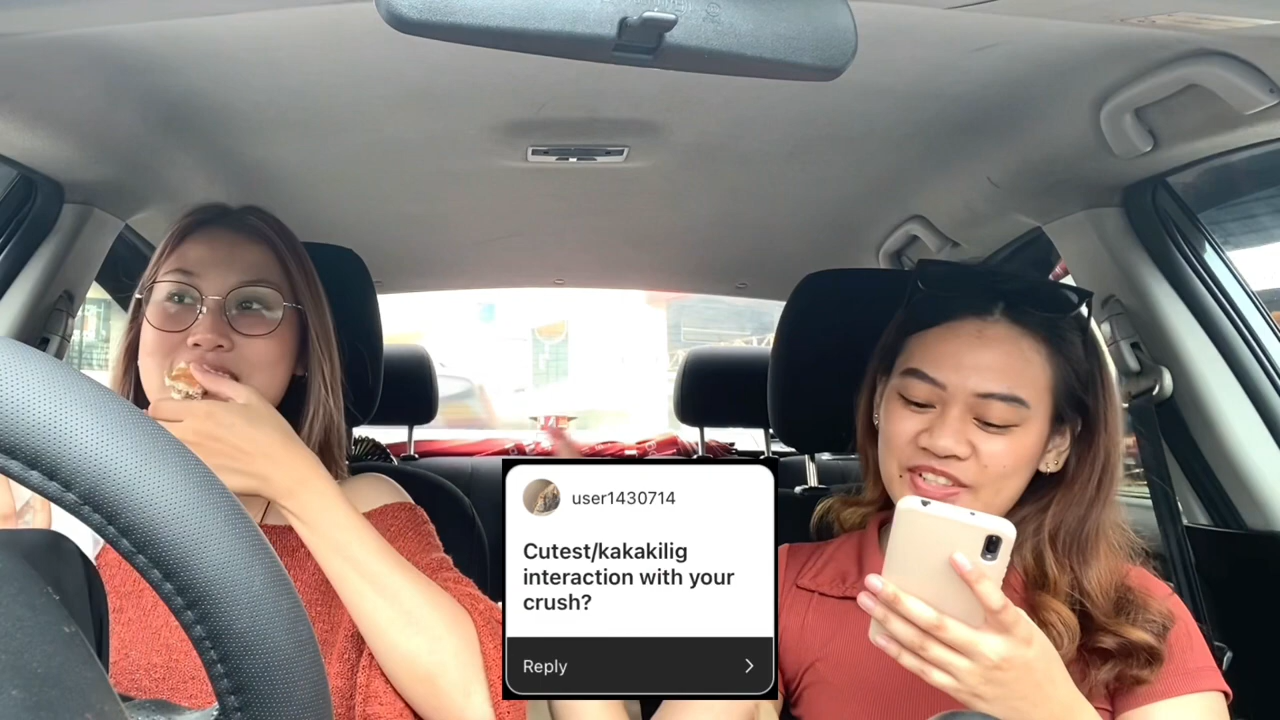 user1430714
Cutest/kakakilig
interaction with your
crush?
Reply